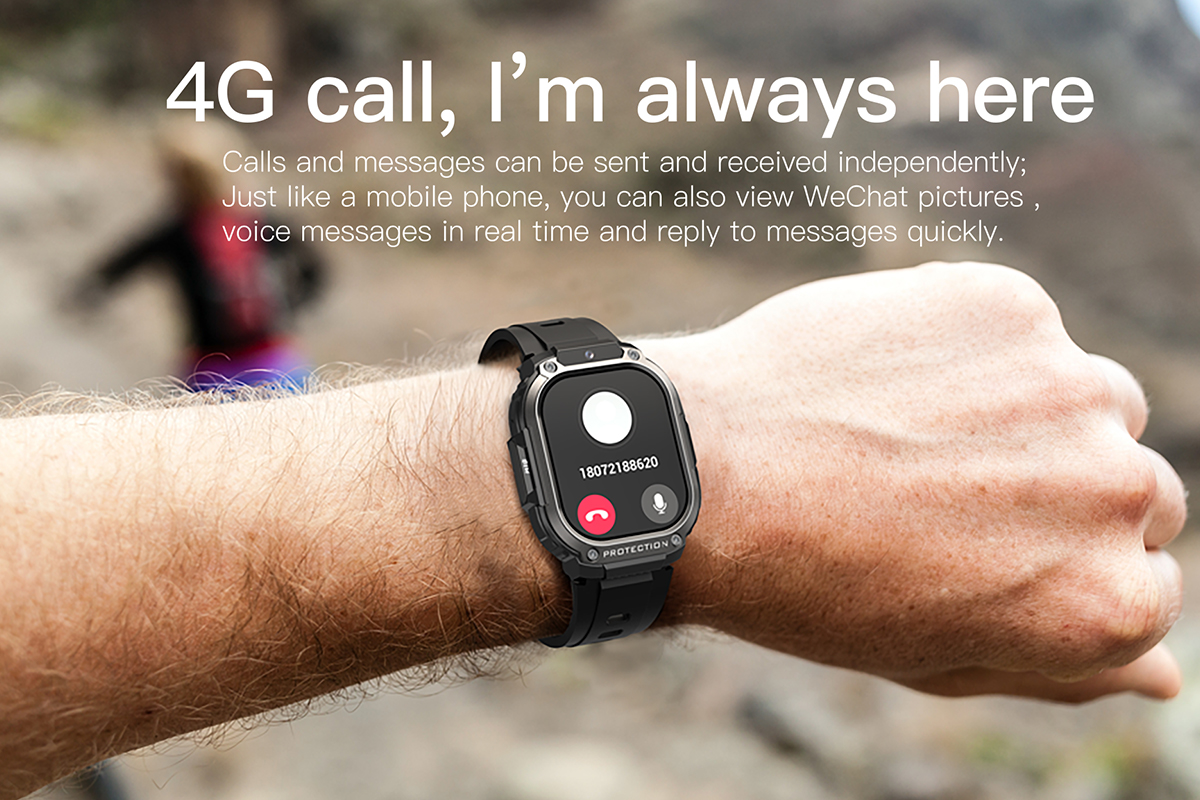 4G call, I’m always here
Calls and messages can be sent and received independently;
Just like a mobile phone, you can also view WeChat pictures ,
voice messages in real time and reply to messages quickly.
18072188620
PROTECTION